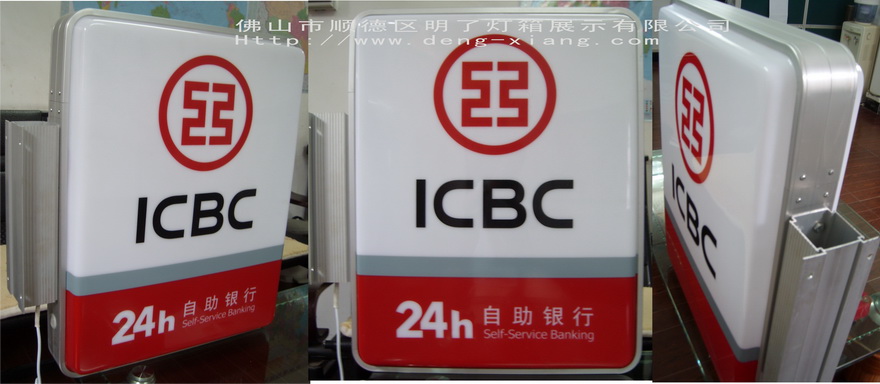 佛山市顺德区明了灯箱展示有限公司
Http://www.deng-xiang.com
ICBC
24h 自助银行
Self-Service Banking
ICBC
24h 自助银行
Self-Service Banking
ICBC